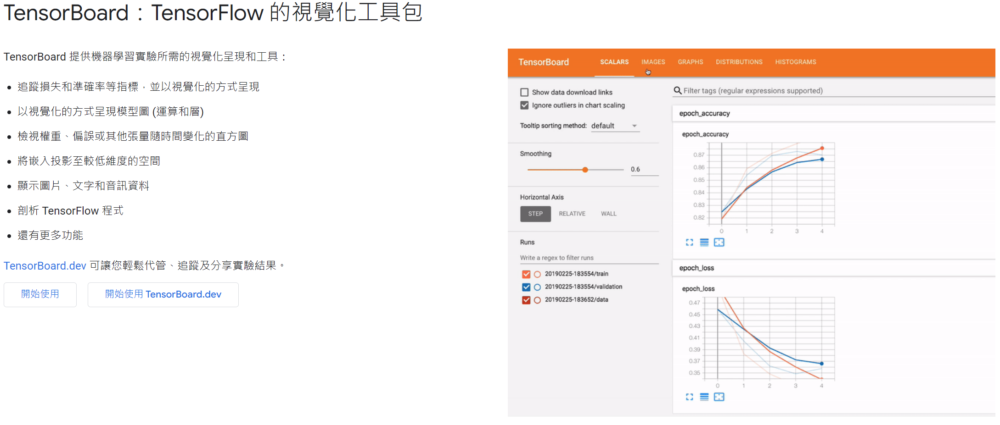 TensorBoard：TensorFlow 的視覺化工具包
TensorBoard 提供機器學習實驗所需的視覺化呈現和工具：
追蹤損失和準確率等指標，並以視覺化的方式呈現
以視覺化的方式呈現模型圖 (運算和層)
檢視權重、偏誤或其他張量隨時間變化的直方圖
將嵌入投影至較低維度的空間
顯示圖片、文字和音訊資料
剖析 TensorFlow 程式
還有更多功能
TensorBoard.dev 可讓您輕鬆代管、追蹤及分享實驗結果。
開始使用
開始使用 TensorBoard.dev
TensorBoard
SCALARS
IMAGES
GRAPHS
DISTRIBUTIONS
HISTOGRAMS
Show data download links
Ignore outliers in chart scaling
Tooltip sorting method: default
Smoothing
0.6
Horizontal Axis
STEP
RELATIVE
WALL
Runs
Write a regex to filter runs
20190225-183554/train
20190225-183554/validation
20190225-183652/data
Filter tags (regular expressions supported)
epoch_accuracy
epoch_accuracy
0.87
0.86
0.85
0.84
0.83
0.82
0 1 2 3 4
epoch_loss
epoch_loss
0.47
0.45
0.43
0.41
0.39
0.37
0.35
0 1 2 3 4